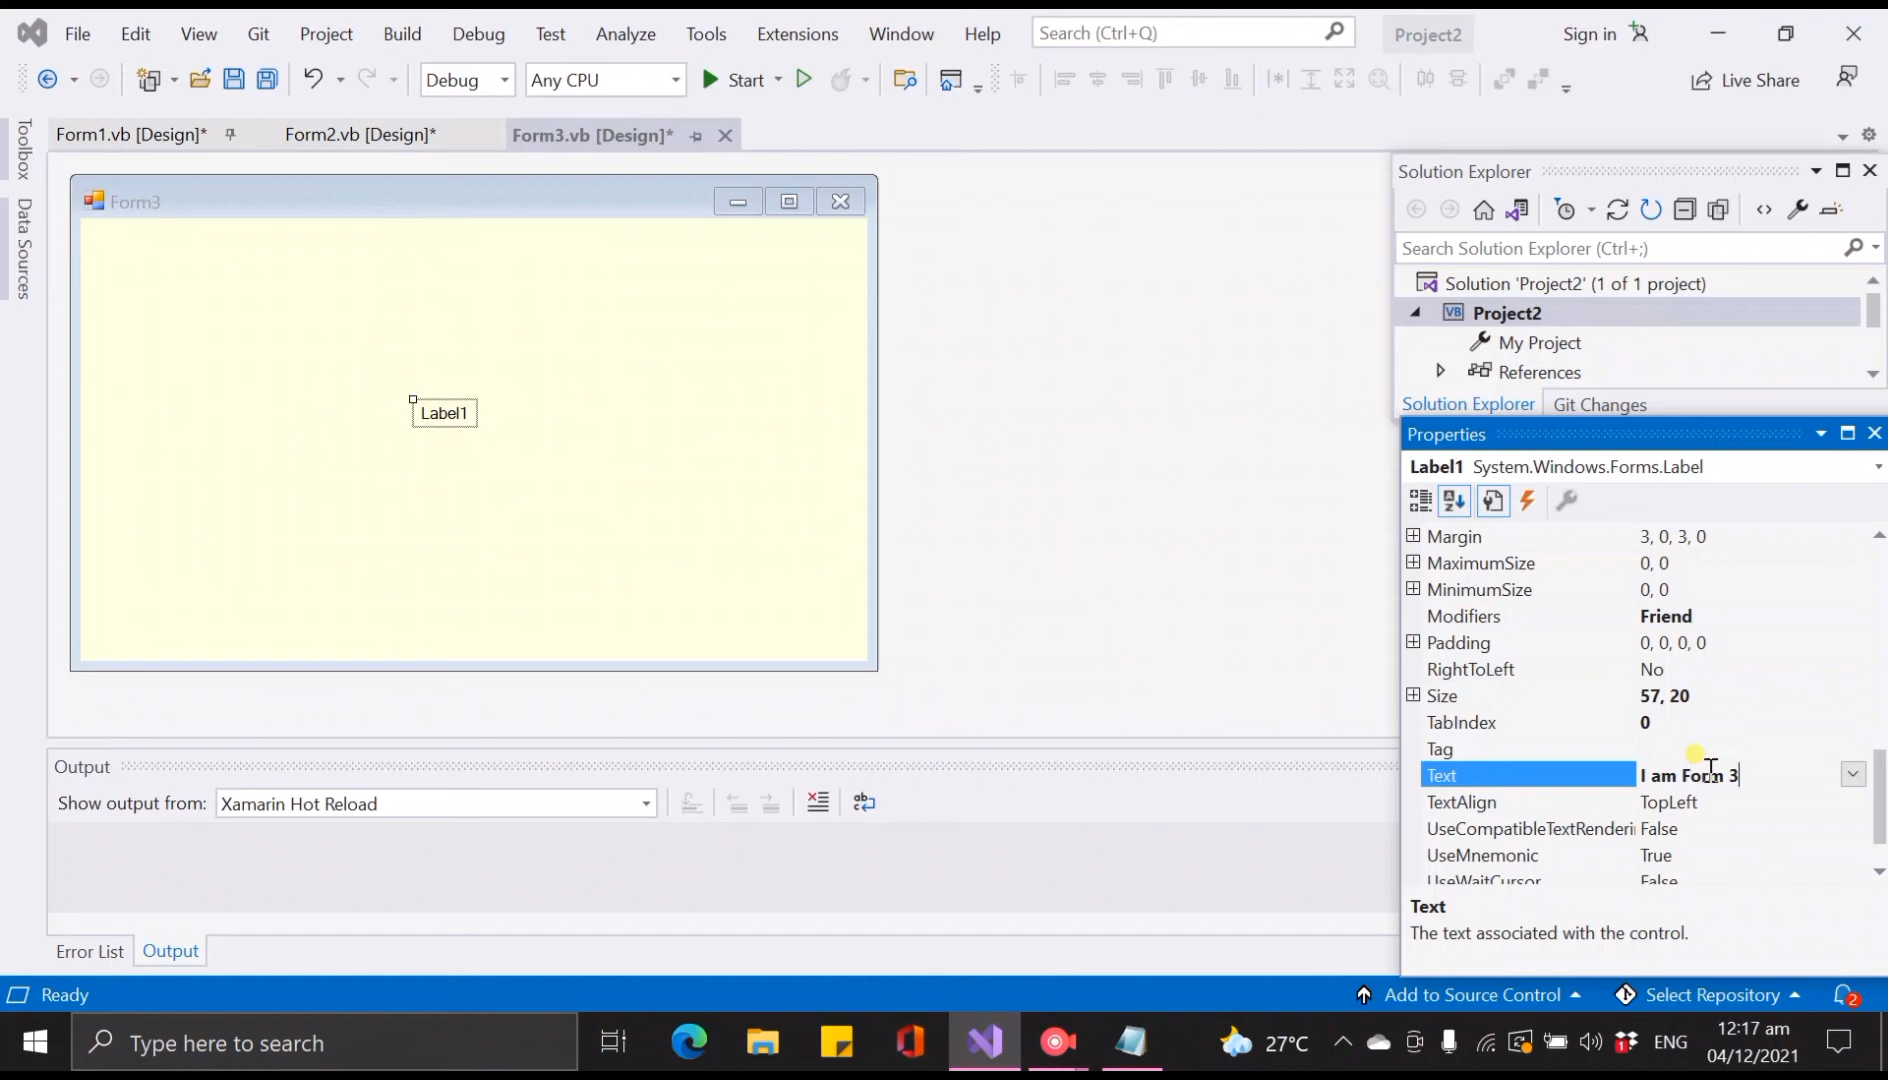 File Edit View Git Project Build Debug Test Analyze Tools Extensions Window Help Search (Ctrl+Q) Project2 Sign in
Debug Any CPU Start Live Share
Toolbox
Data Sources
Form1.vb [Design]* Form2.vb [Design]* Form3.vb [Design]*
Form3
Label1
Solution Explorer
Search Solution Explorer (Ctrl+;)
Solution 'Project2' (1 of 1 project)
VB Project2
My Project
References
Solution Explorer Git Changes
Properties
Label1 System.Windows.Forms.Label
Margin 3, 0, 3, 0
MaximumSize 0, 0
MinimumSize 0, 0
Modifiers Friend
Padding 0, 0, 0, 0
RightToLeft No
Size 57, 20
TabIndex 0
Tag
Text I am Form 3
TextAlign TopLeft
UseCompatibleTextRenderi False
UseMnemonic True
UseWaitCursor False
Text
The text associated with the control.
Output
Show output from: Xamarin Hot Reload
Error List Output
Ready Add to Source Control Select Repository 2
Type here to search 27°C 1 ENG 12:17 am
04/12/2021